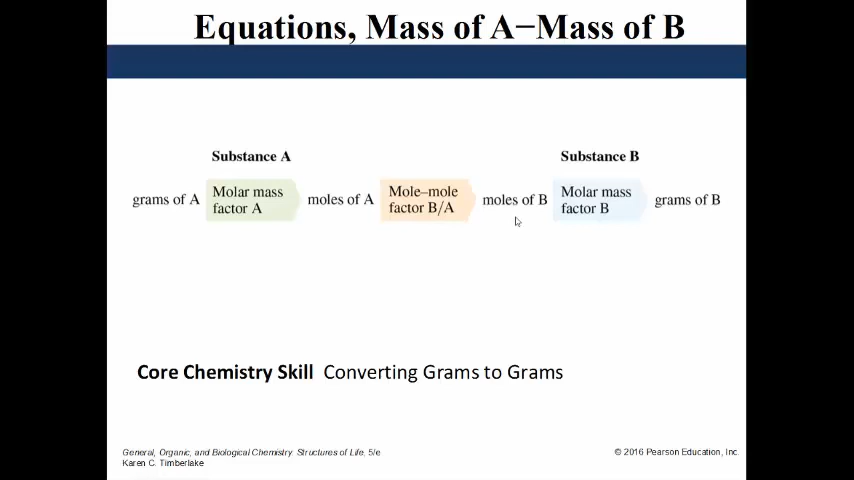 Equations, Mass of A−Mass of B
Substance A
Substance B
grams of A
Molar mass
factor A
moles of A
Mole–mole
factor B/A
moles of B
Molar mass
factor B
grams of B
Core Chemistry Skill Converting Grams to Grams
General, Organic, and Biological Chemistry: Structures of Life, 5/e
Karen C. Timberlake
© 2016 Pearson Education, Inc.